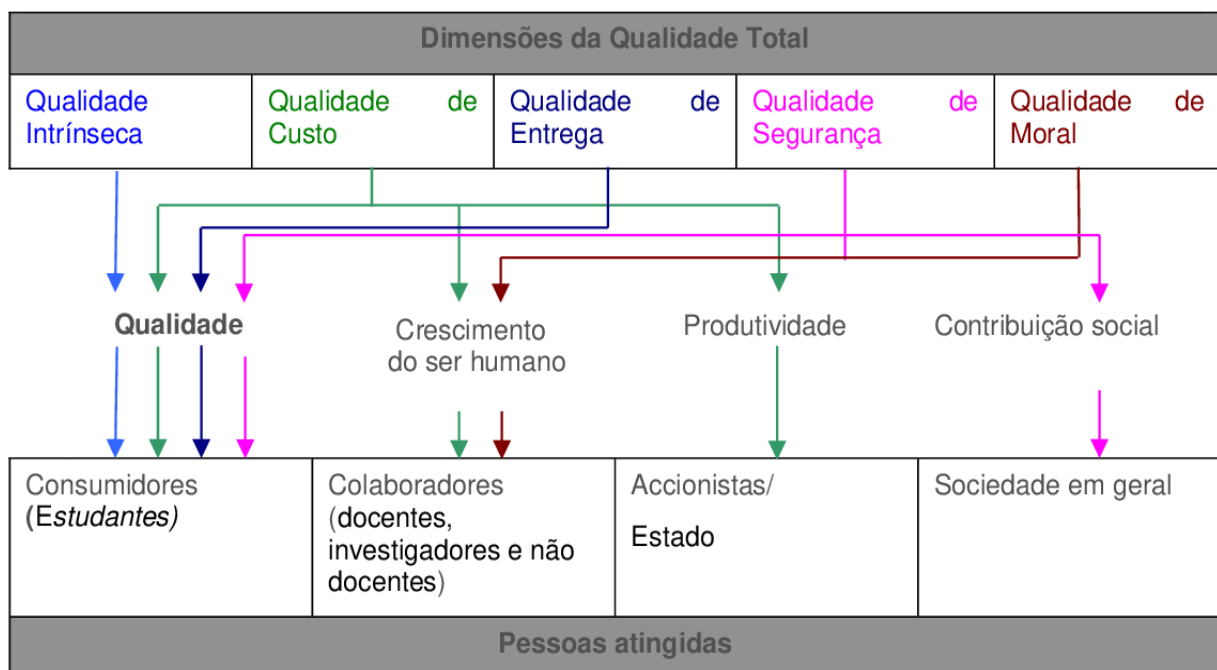 Dimensões da Qualidade Total
Qualidade
Intrínseca
Qualidade de
Custo
Qualidade de
Entrega
Qualidade de
Segurança
Qualidade de
Moral
Qualidade
Crescimento
do ser humano
Produtividade
Contribuição social
Consumidores
(Estudantes)
Colaboradores
(docentes,
investigadores e não
docentes)
Accionistas/
Estado
Sociedade em geral
Pessoas atingidas